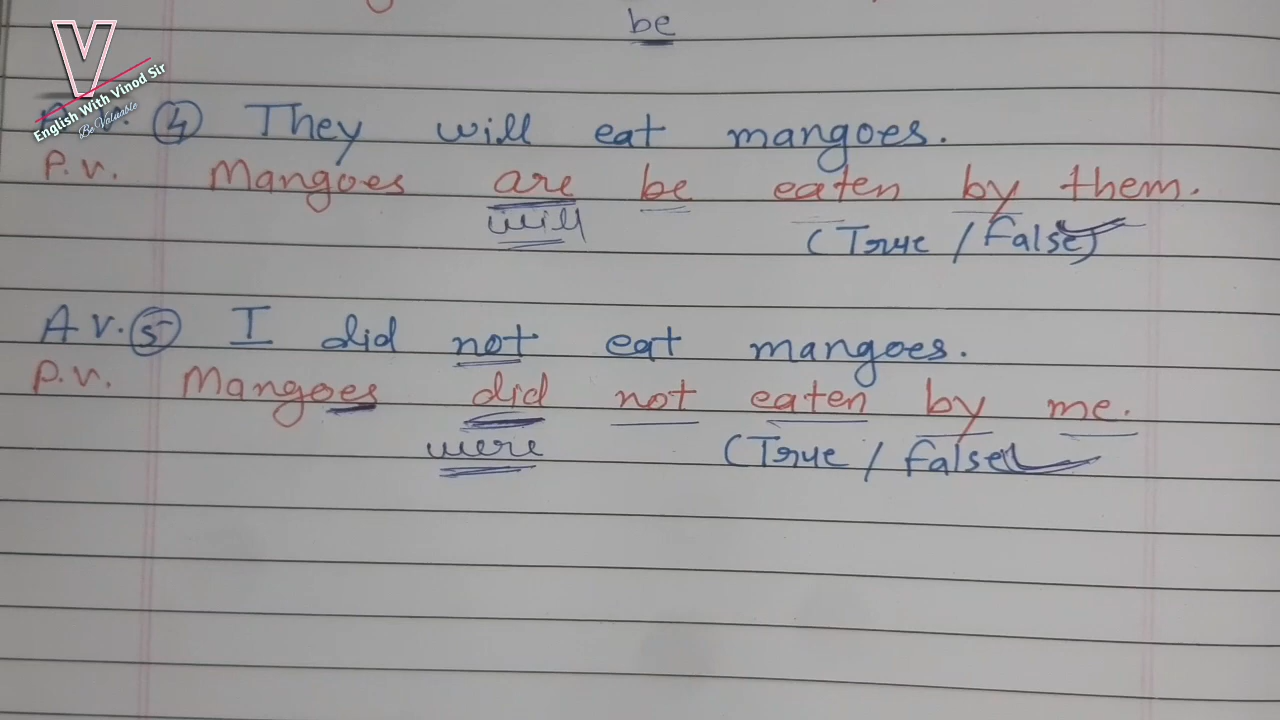 be
V
English With Vinod Sir
Be Valuable
④ They will eat mangoes.
P.V. Mangoes are be eaten by them.
will
(True / False)
A V. ⑤ I did not eat mangoes.
P.V. Mangoes did not eaten by me.
were
(True / False)